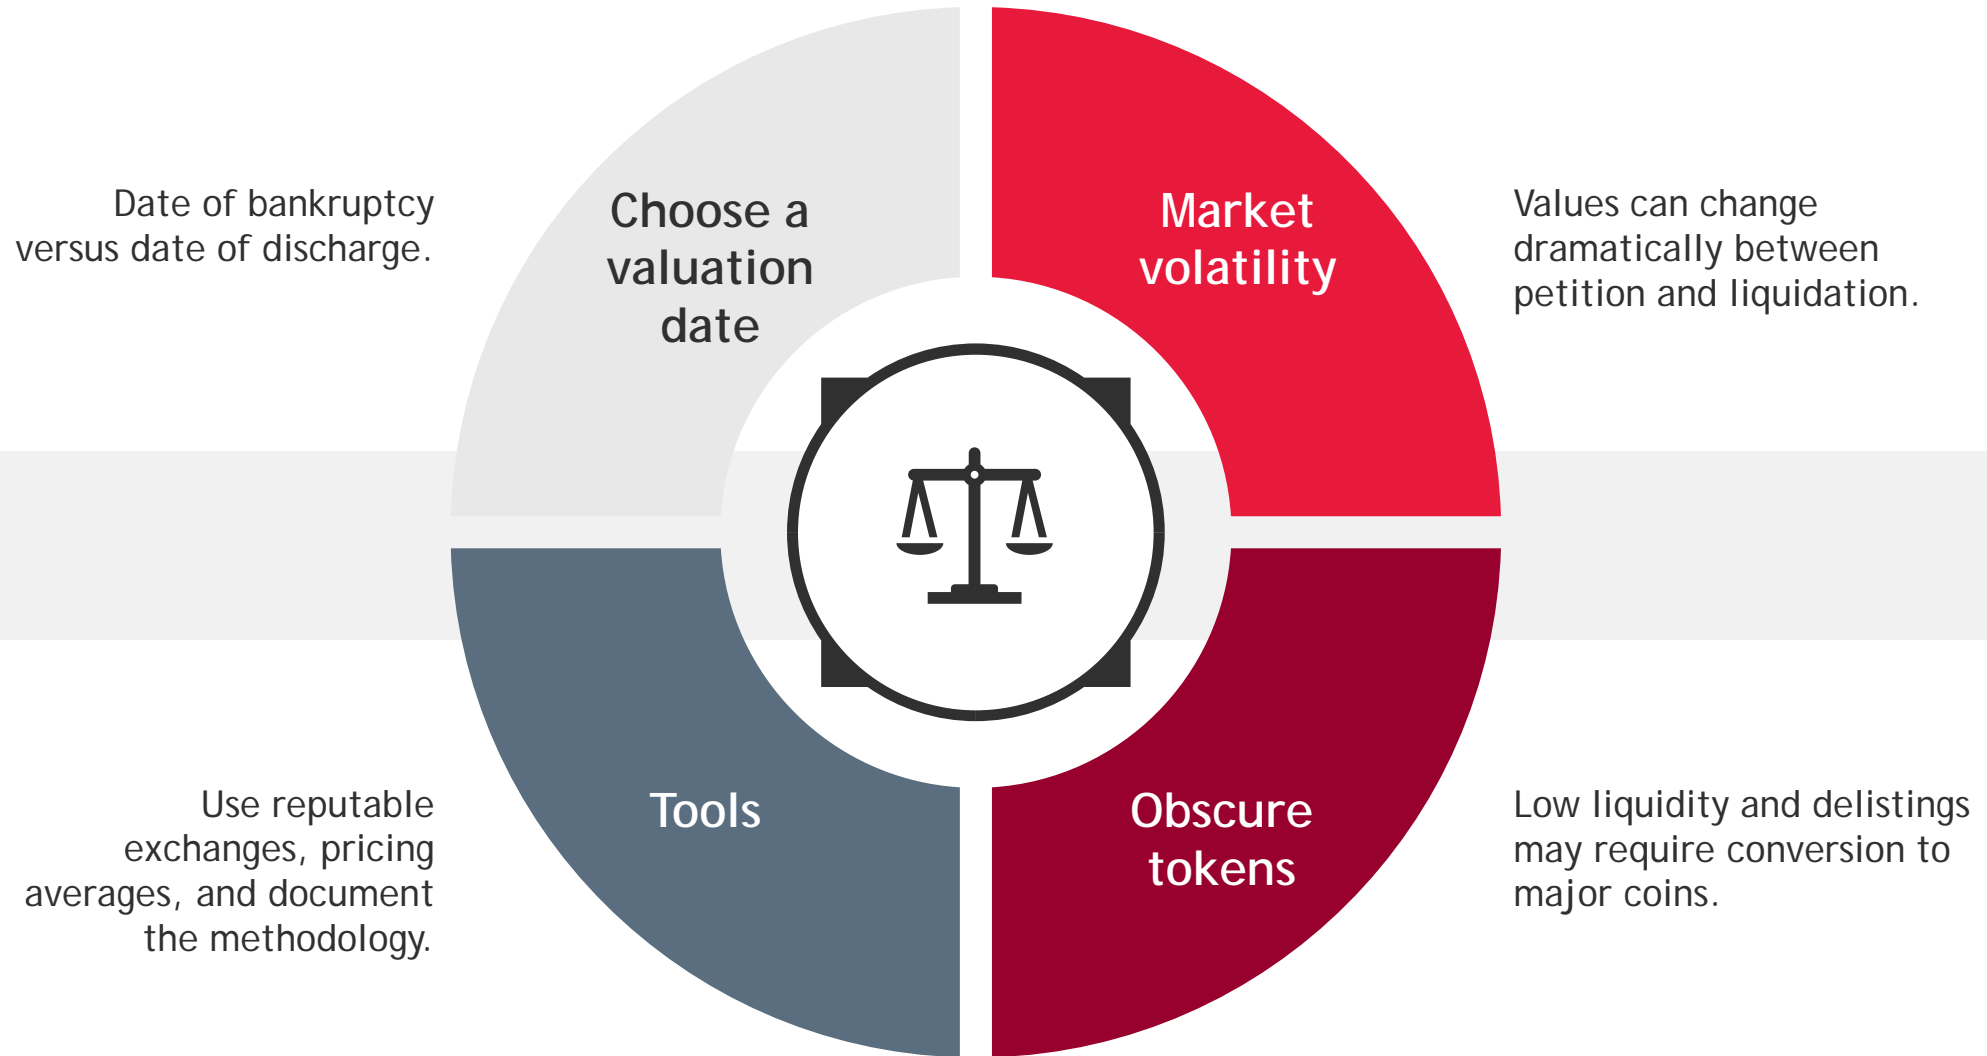 Date of bankruptcy
versus date of discharge.
Choose a
valuation
date
Market
volatility
Values can change
dramatically between
petition and liquidation.
Use reputable
exchanges, pricing
averages, and document
the methodology.
Tools
Obscure
tokens
Low liquidity and delistings
may require conversion to
major coins.